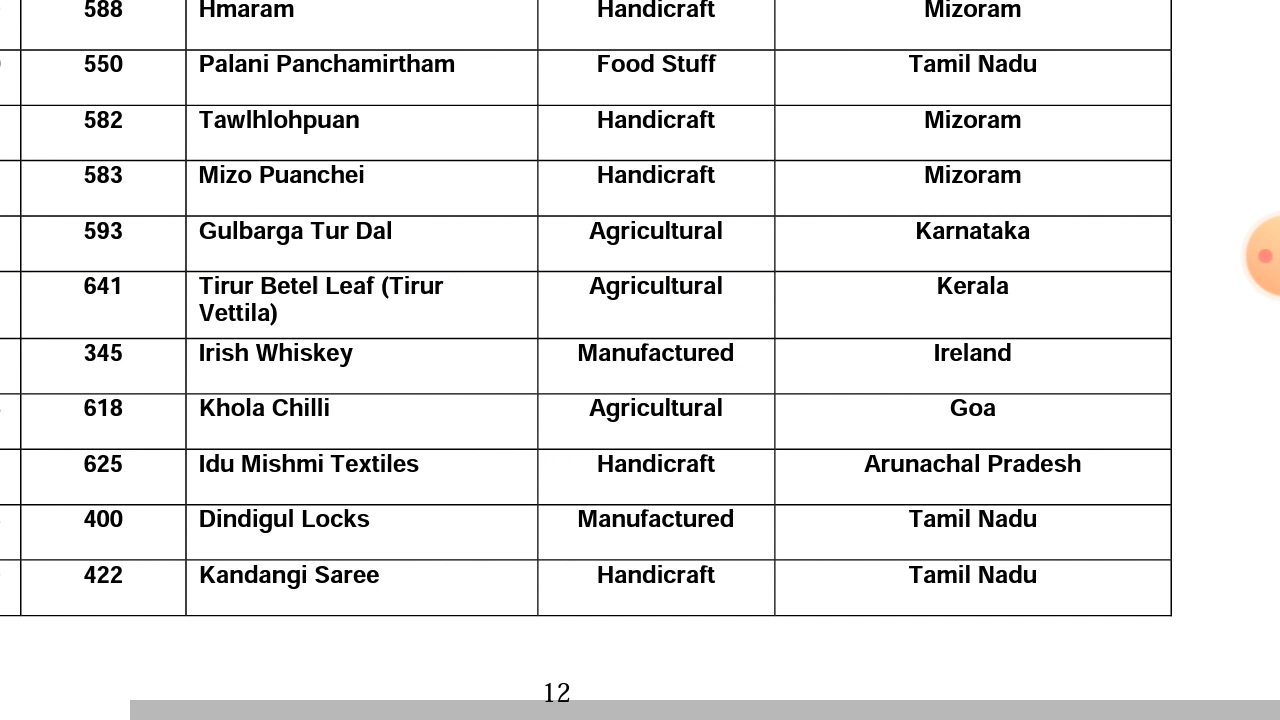 588 Hmaram Handicraft Mizoram
550 Palani Panchamirtham Food Stuff Tamil Nadu
582 Tawlhlohpuan Handicraft Mizoram
583 Mizo Puanchei Handicraft Mizoram
593 Gulbarga Tur Dal Agricultural Karnataka
641 Tirur Betel Leaf (Tirur Agricultural Kerala
Vettila)
345 Irish Whiskey Manufactured Ireland
618 Khola Chilli Agricultural Goa
625 Idu Mishmi Textiles Handicraft Arunachal Pradesh
400 Dindigul Locks Manufactured Tamil Nadu
422 Kandangi Saree Handicraft Tamil Nadu
12